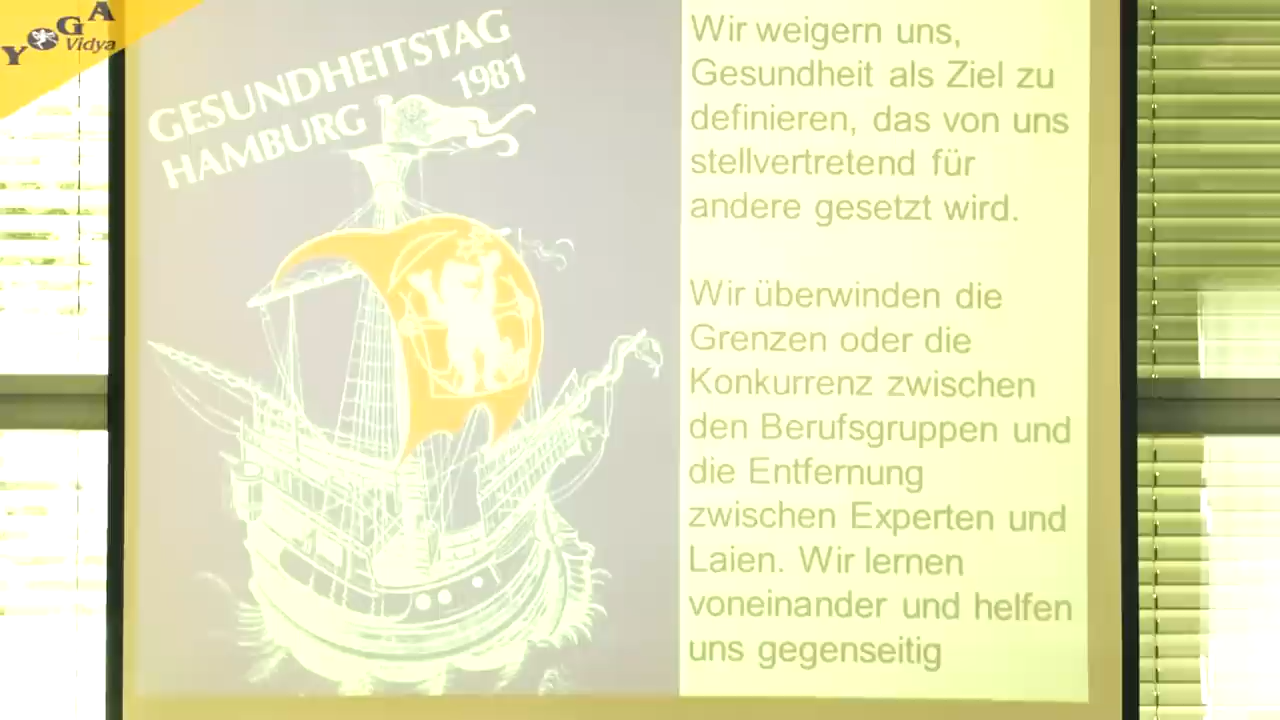 YOGA
Vidya
GESUNDHEITSTAG
HAMBURG 1981
Wir weigern uns,
Gesundheit als Ziel zu
definieren, das von uns
stellvertretend für
andere gesetzt wird.
Wir überwinden die
Grenzen oder die
Konkurrenz zwischen
den Berufsgruppen und
die Entfernung
zwischen Experten und
Laien. Wir lernen
voneinander und helfen
uns gegenseitig